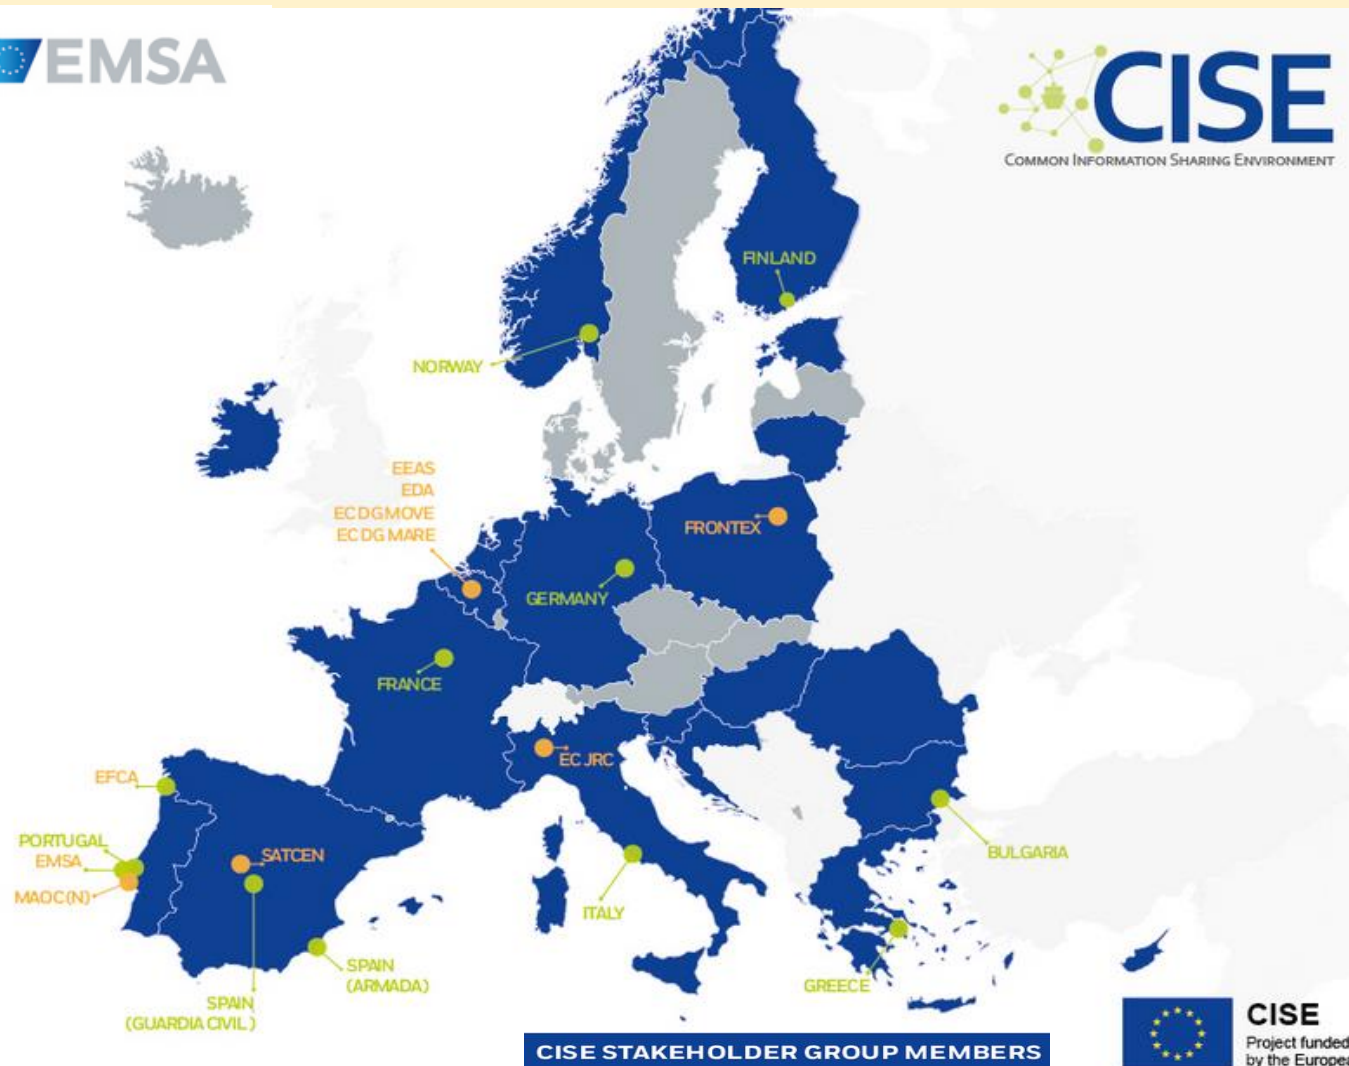 EMSA
CISE
COMMON INFORMATION SHARING ENVIRONMENT
FINLAND
NORWAY
EEAS
EDA
EC DG MOVE
EC DG MARE
FRONTEX
GERMANY
FRANCE
EC JRC
EFCA
PORTUGAL
EMSA
MAOC(N)
SATCEN
BULGARIA
ITALY
SPAIN
(ARMADA)
GREECE
SPAIN
(GUARDIA CIVIL)
CISE STAKEHOLDER GROUP MEMBERS
CISE
Project funded
by the Europea